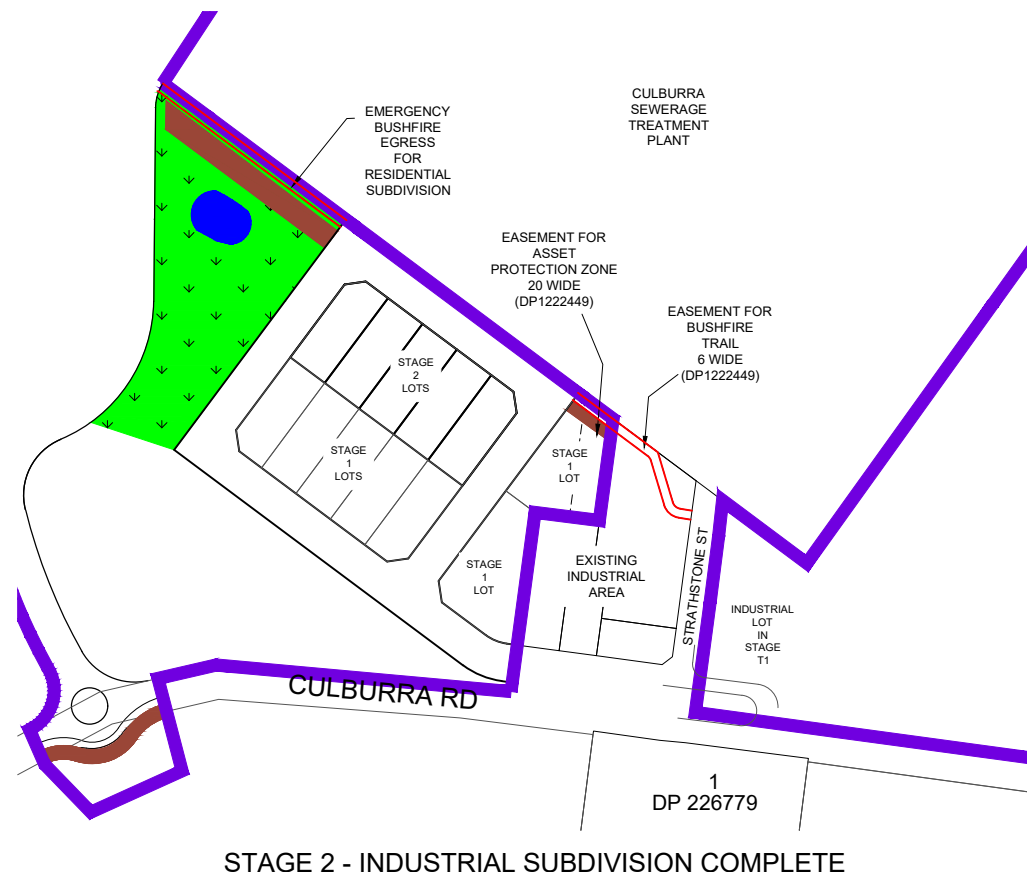 CULBURRA
SEWERAGE
TREATMENT
PLANT
EMERGENCY
BUSHFIRE
EGRESS
FOR
RESIDENTIAL
SUBDIVISION
EASEMENT FOR
ASSET
PROTECTION ZONE
20 WIDE
(DP1222449)
EASEMENT FOR
BUSHFIRE
TRAIL
6 WIDE
(DP1222449)
STAGE
2
LOTS
STAGE
1
LOTS
STAGE
1
LOT
STAGE
1
LOT
EXISTING
INDUSTRIAL
AREA
STRATHSTONE ST
INDUSTRIAL
LOT
IN
STAGE
T1
CULBURRA RD
1
DP 226779
STAGE 2 - INDUSTRIAL SUBDIVISION COMPLETE